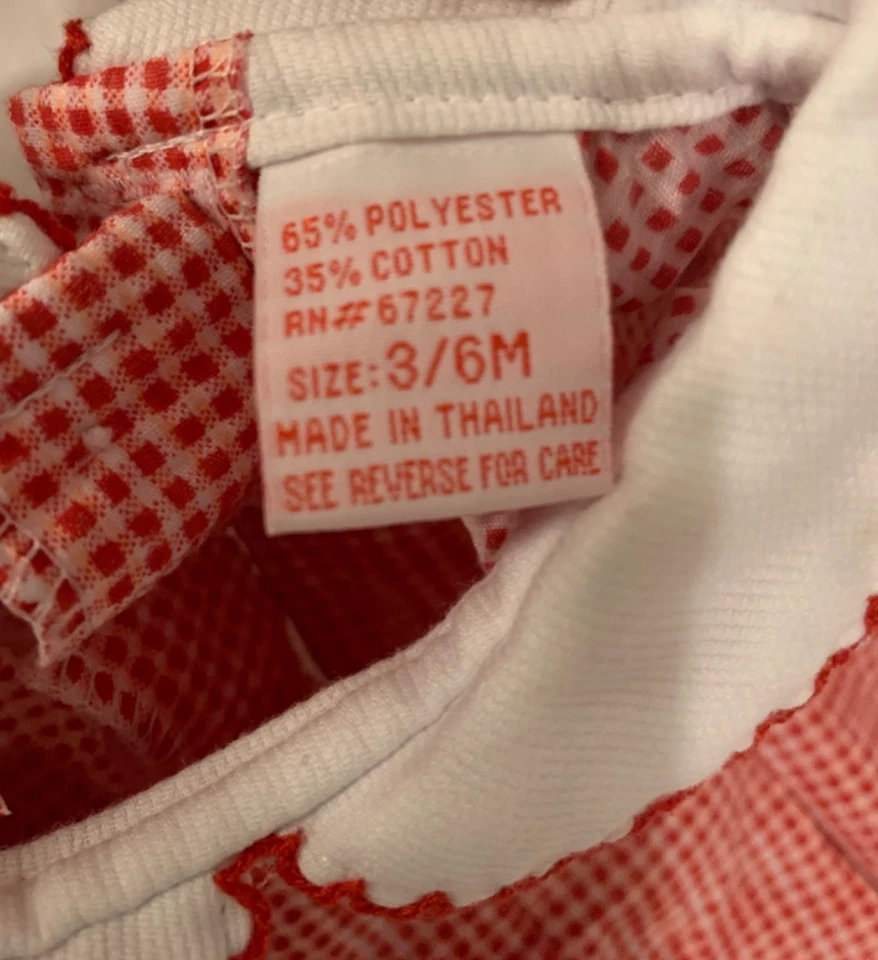 65% POLYESTER
35% COTTON
RN# 67227
SIZE: 3/6M
MADE IN THAILAND
SEE REVERSE FOR CARE